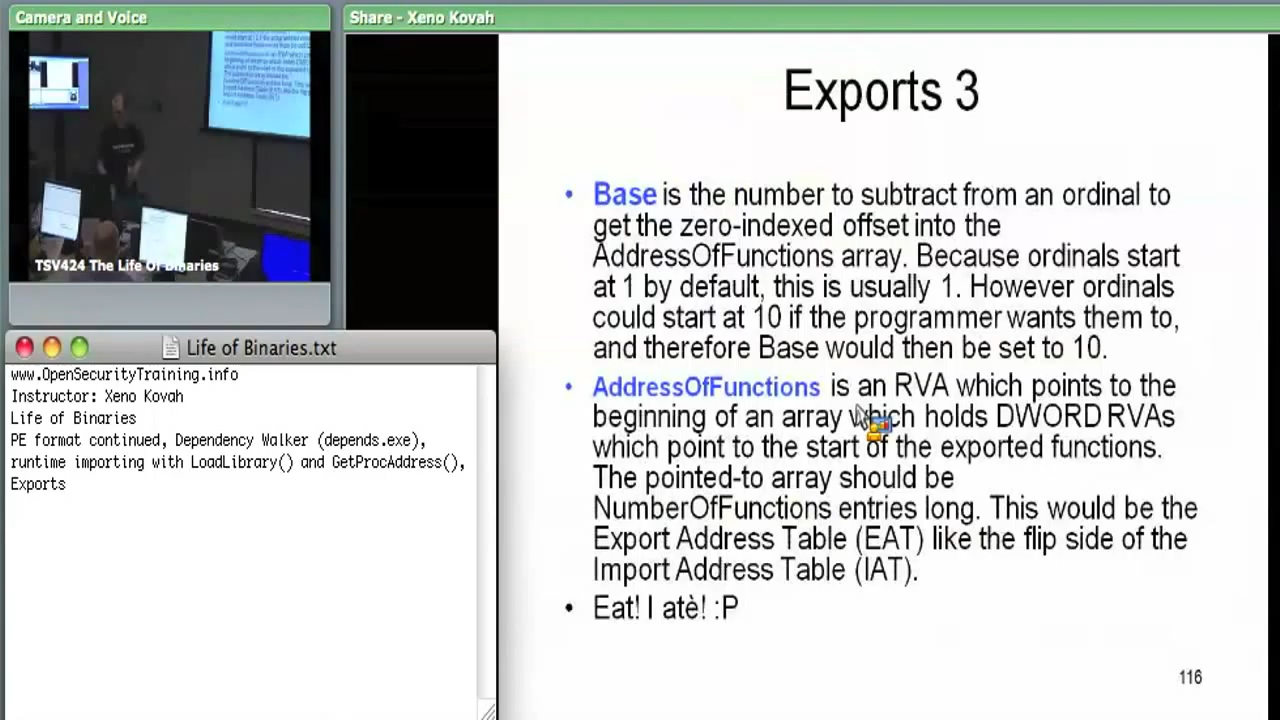 Camera and Voice
Share - Xeno Kovah
TSV424 The Life Of Binaries
Life of Binaries.txt
www.OpenSecurityTraining.info
Instructor: Xeno Kovah
Life of Binaries
PE format continued, Dependency Walker (depends.exe),
runtime importing with LoadLibrary() and GetProcAddress(),
Exports
Exports 3
• Base is the number to subtract from an ordinal to
get the zero-indexed offset into the
AddressOfFunctions array. Because ordinals start
at 1 by default, this is usually 1. However ordinals
could start at 10 if the programmer wants them to,
and therefore Base would then be set to 10.
• AddressOfFunctions is an RVA which points to the
beginning of an array which holds DWORD RVAs
which point to the start of the exported functions.
The pointed-to array should be
NumberOfFunctions entries long. This would be the
Export Address Table (EAT) like the flip side of the
Import Address Table (IAT).
• Eat! I atè! :P
116